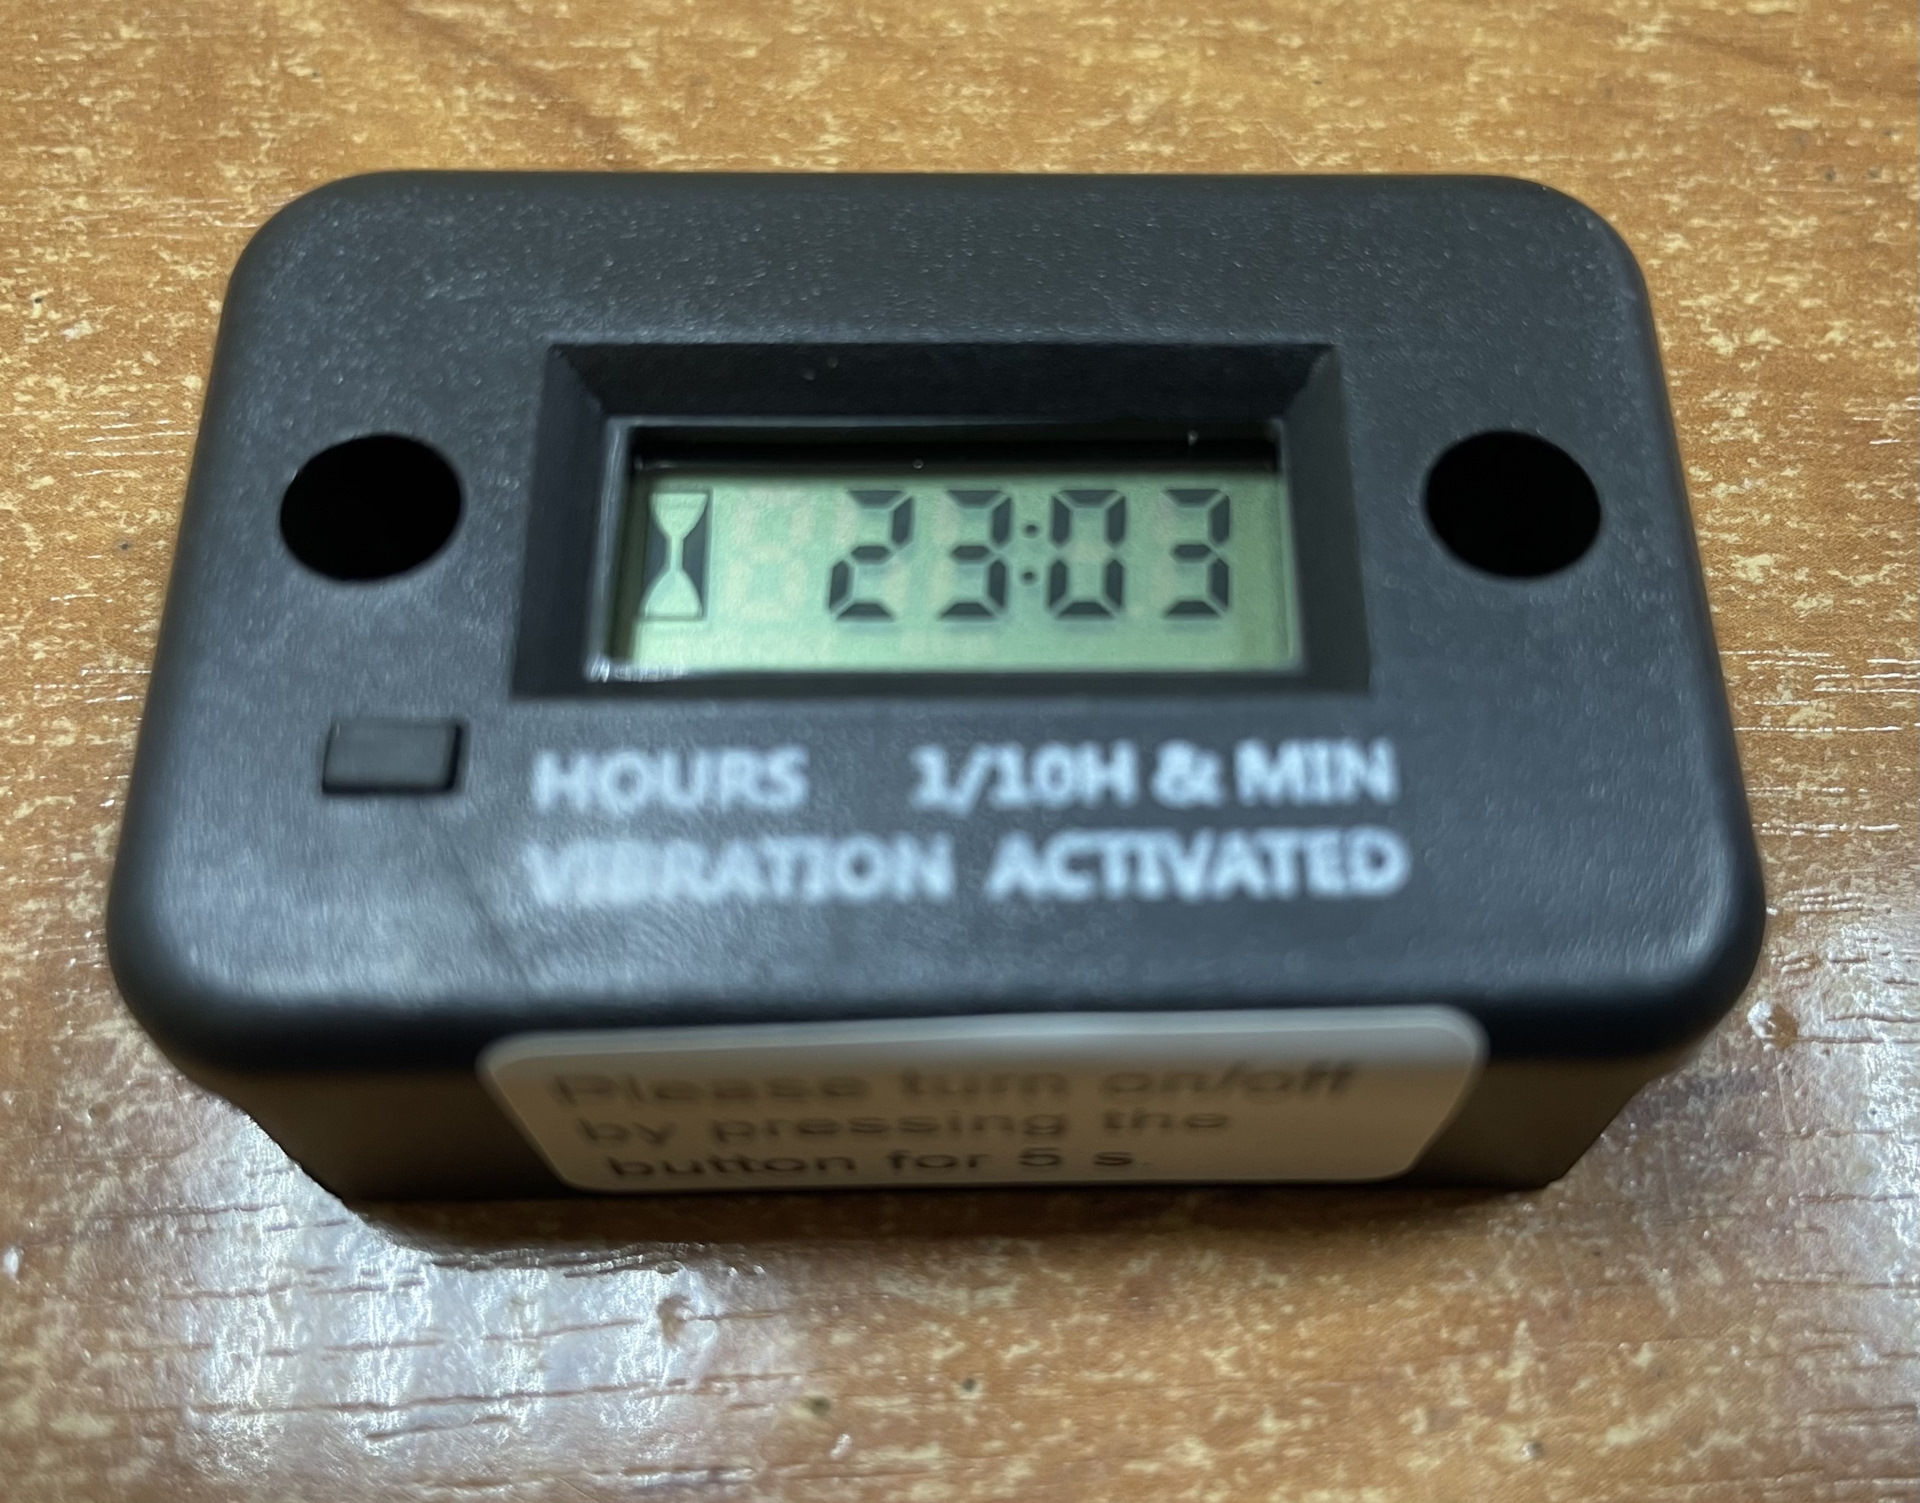 23:03
HOURS 1/10H & MIN
VIBRATION ACTIVATED
Please turn on/off
by pressing the
button for 5 s.